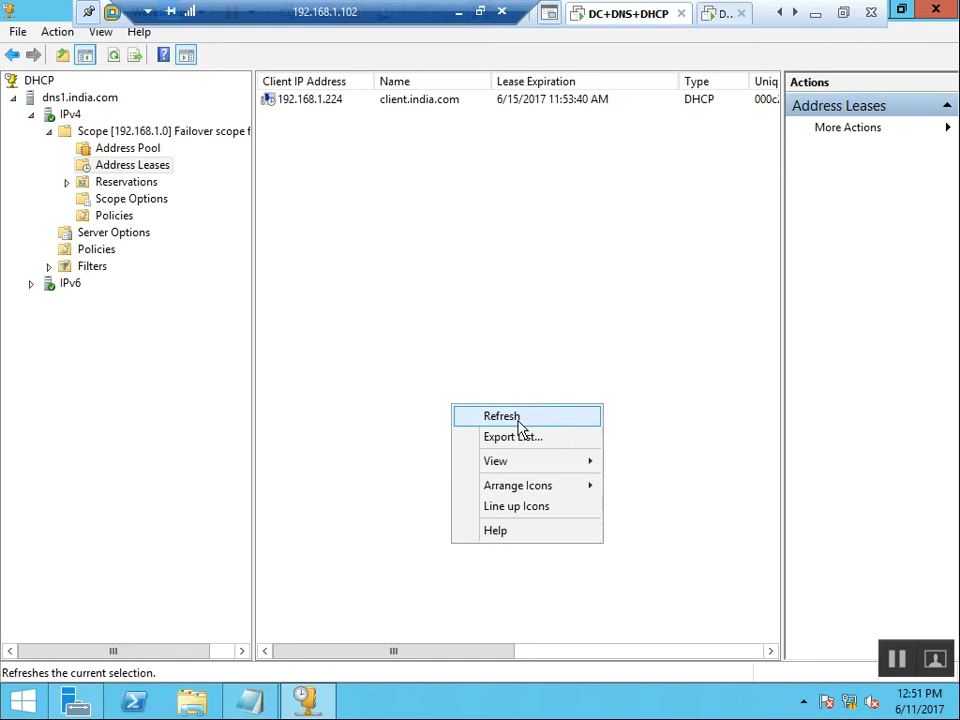 192.168.1.102
DC+DNS+DHCP
D..
File Action View Help
DHCP
dns1.india.com
IPv4
Scope [192.168.1.0] Failover scope f
Address Pool
Address Leases
Reservations
Scope Options
Policies
Server Options
Policies
Filters
IPv6
Client IP Address Name Lease Expiration Type Uniq
192.168.1.224 client.india.com 6/15/2017 11:53:40 AM DHCP 000c2
Actions
Address Leases
More Actions
Refresh
Export List...
View
Arrange Icons
Line up Icons
Help
Refreshes the current selection.
12:51 PM
6/11/2017